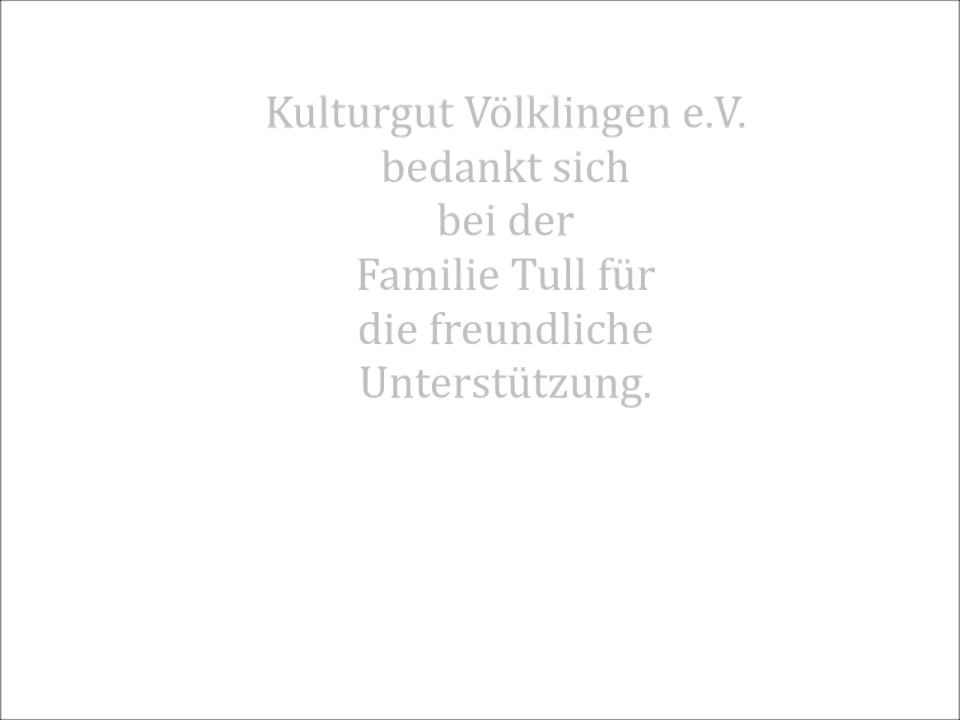 Kulturgut Völklingen e.V.
bedankt sich
bei der
Familie Tull für
die freundliche
Unterstützung.